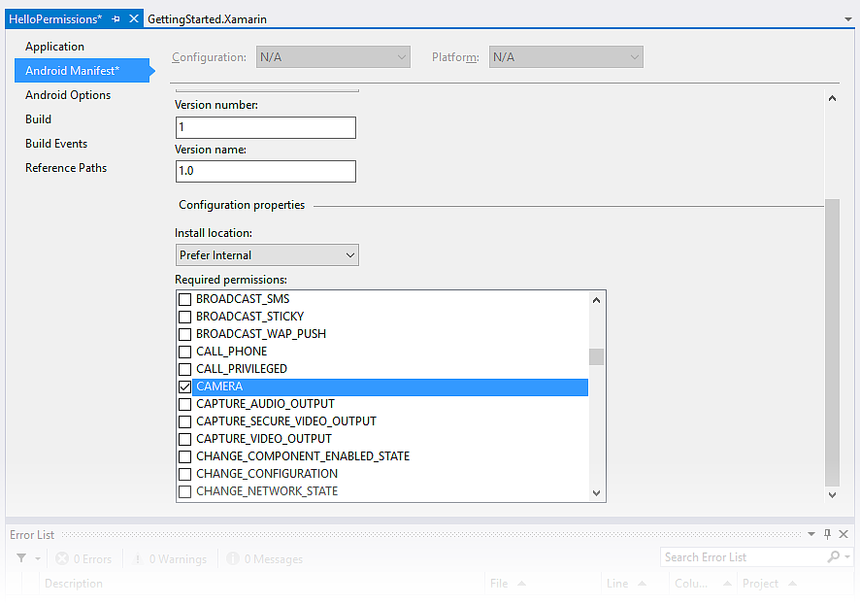 HelloPermissions* GettingStarted.Xamarin
Application
Android Manifest*
Android Options
Build
Build Events
Reference Paths
Configuration: N/A Platform: N/A
Version number:
1
Version name:
1.0
Configuration properties
Install location:
Prefer Internal
Required permissions:
BROADCAST_SMS
BROADCAST_STICKY
BROADCAST_WAP_PUSH
CALL_PHONE
CALL_PRIVILEGED
CAMERA
CAPTURE_AUDIO_OUTPUT
CAPTURE_SECURE_VIDEO_OUTPUT
CAPTURE_VIDEO_OUTPUT
CHANGE_COMPONENT_ENABLED_STATE
CHANGE_CONFIGURATION
CHANGE_NETWORK_STATE
Error List
0 Errors 0 Warnings 0 Messages Search Error List
Description File Line Colu... Project